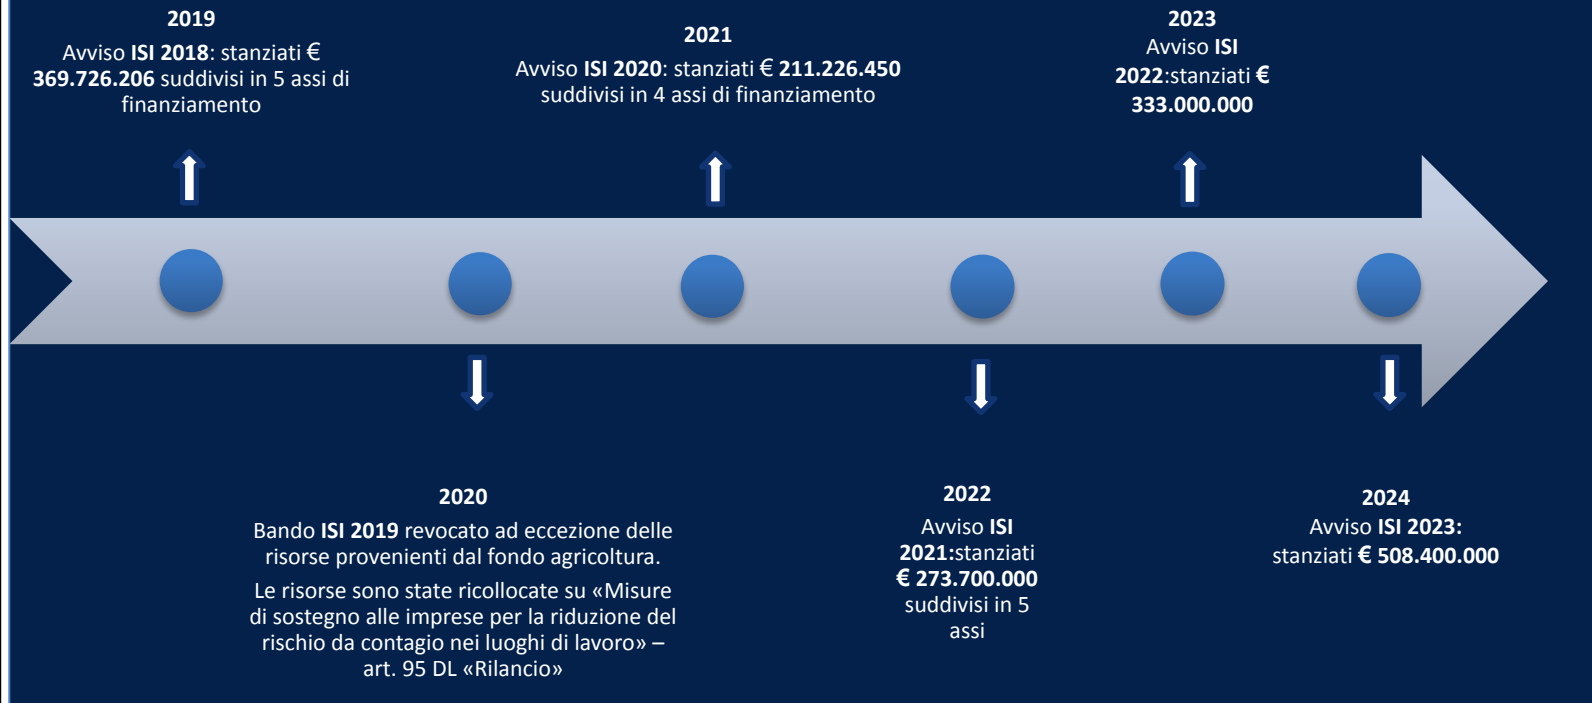 2019
Avviso ISI 2018: stanziati €
369.726.206 suddivisi in 5 assi di
finanziamento
2020
Bando ISI 2019 revocato ad eccezione delle
risorse provenienti dal fondo agricoltura.
Le risorse sono state ricollocate su «Misure
di sostegno alle imprese per la riduzione del
rischio da contagio nei luoghi di lavoro» –
art. 95 DL «Rilancio»
2021
Avviso ISI 2020: stanziati € 211.226.450
suddivisi in 4 assi di finanziamento
2022
Avviso ISI
2021:stanziati
€ 273.700.000
suddivisi in 5
assi
2023
Avviso ISI
2022:stanziati €
333.000.000
2024
Avviso ISI 2023:
stanziati € 508.400.000